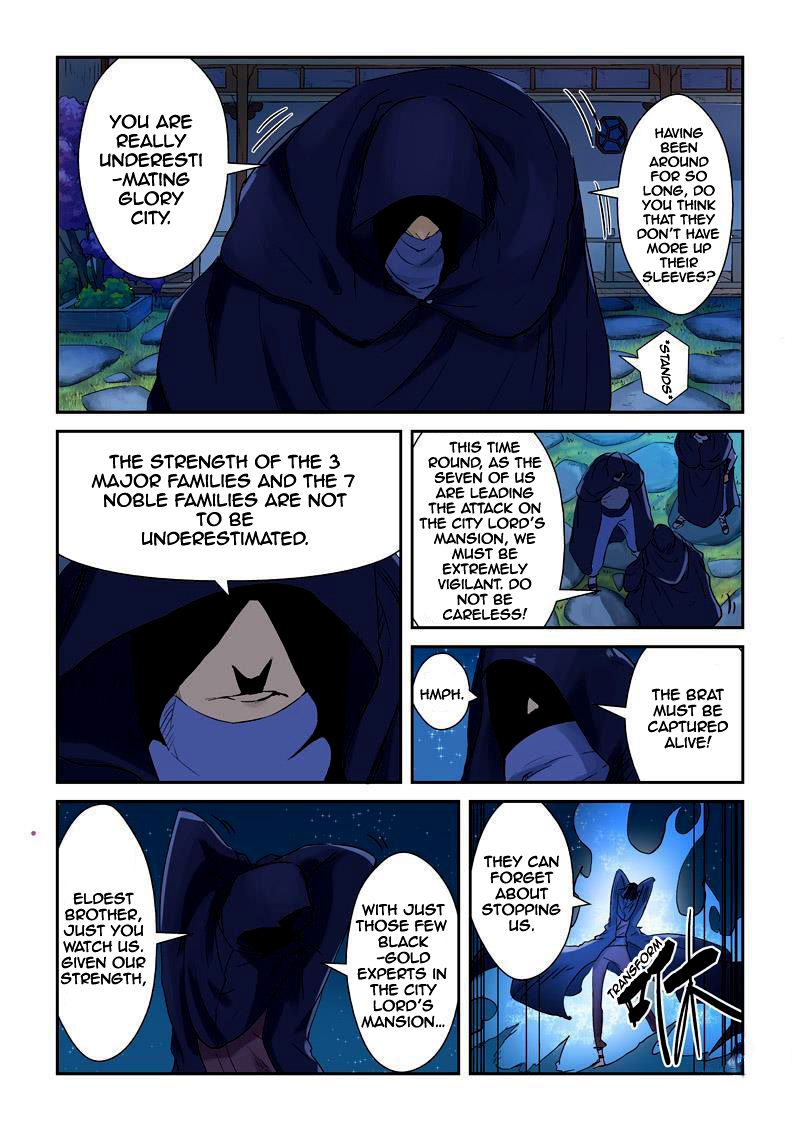 YOU ARE
REALLY
UNDERESTI
-MATING
GLORY
CITY.
HAVING
BEEN
AROUND
FOR SO
LONG, DO
YOU THINK
THAT THEY
DON'T HAVE
MORE UP
THEIR
SLEEVES?
*STANDS*
THE STRENGTH OF THE 3
MAJOR FAMILIES AND THE 7
NOBLE FAMILIES ARE NOT
TO BE
UNDERESTIMATED.
THIS TIME
ROUND, AS THE
SEVEN OF US
ARE LEADING
THE ATTACK ON
THE CITY LORD'S
MANSION, WE
MUST BE
EXTREMELY
VIGILANT. DO
NOT BE
CARELESS!
HMPH.
THE BRAT
MUST BE
CAPTURED
ALIVE!
ELDEST
BROTHER,
JUST YOU
WATCH US.
GIVEN OUR
STRENGTH,
WITH JUST
THOSE FEW
BLACK
-GOLD
EXPERTS IN
THE CITY
LORD'S
MANSION...
THEY CAN
FORGET
ABOUT
STOPPING
US.
TRANSFORM